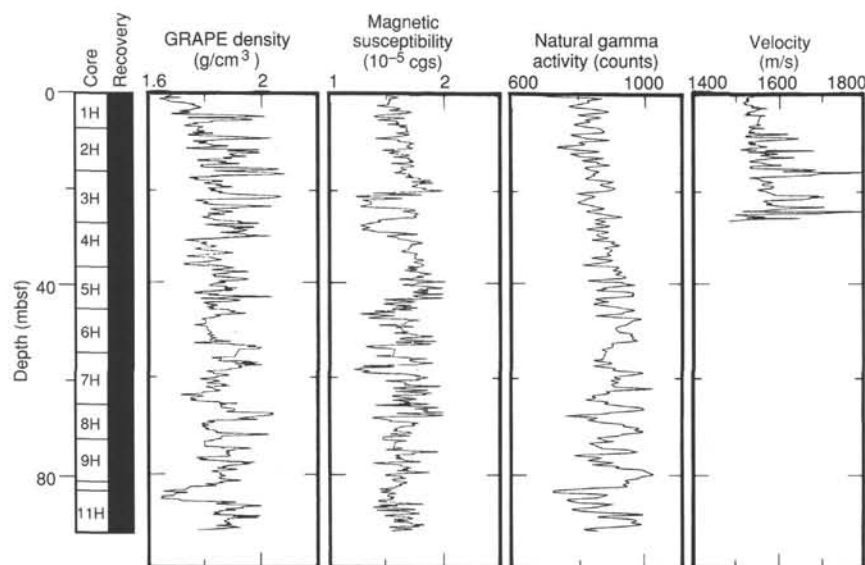 Core
Recovery
GRAPE density
(g/cm³)
1.6 2
Magnetic
susceptibility
(10⁻⁵ cgs)
1 2
Natural gamma
activity (counts)
600 1000
Velocity
(m/s)
1400 1600 1800
Depth (mbsf)
0
40
80
1H
2H
3H
4H
5H
6H
7H
8H
9H
11H